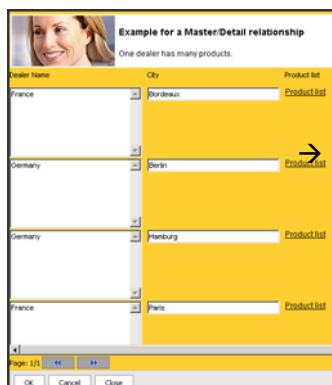 Example for a Master/Detail relationship
One dealer has many products.
Dealer Name City Product list
France Bordeaux Product list
Germany Berlin Product list
Germany Hamburg Product list
France Paris Product list
Page: 1/1
OK Cancel Close